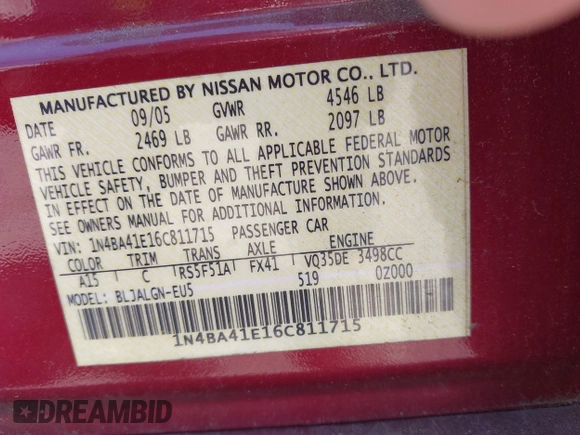 MANUFACTURED BY NISSAN MOTOR CO., LTD.
DATE 09/05 GVWR 4546 LB
GAWR FR. 2469 LB GAWR RR. 2097 LB
THIS VEHICLE CONFORMS TO ALL APPLICABLE FEDERAL MOTOR
VEHICLE SAFETY, BUMPER AND THEFT PREVENTION STANDARDS
IN EFFECT ON THE DATE OF MANUFACTURE SHOWN ABOVE.
SEE OWNERS MANUAL FOR ADDITIONAL INFORMATION.
VIN: 1N4BA41E16C811715 PASSENGER CAR
COLOR TRIM TRANS AXLE ENGINE
A15 C RS5F51A FX41 VQ35DE 3498CC
MODEL: BLJALGN-EU5 519 0Z000
1N4BA41E16C811715
DREAMBID